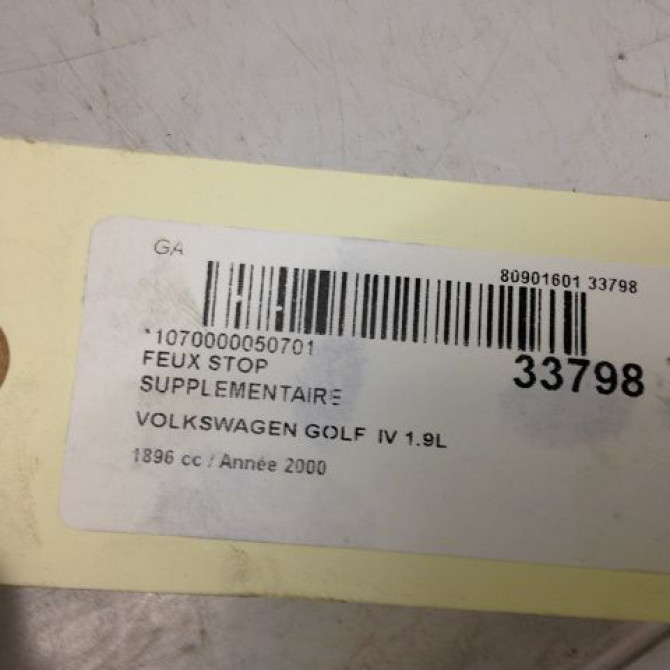 GA
80901601 33798
*1070000050701
33798
FEUX STOP
SUPPLEMENTAIRE
VOLKSWAGEN GOLF IV 1.9L
1896 cc / Année 2000